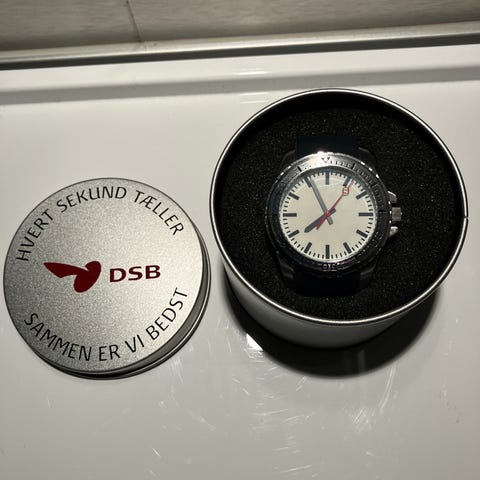 HVERT SEKUND TÆLLER
DSB
SAMMEN ER VI BEDST